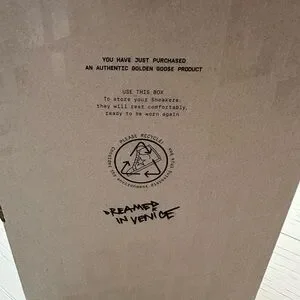 YOU HAVE JUST PURCHASED
AN AUTHENTIC GOLDEN GOOSE PRODUCT
USE THIS BOX
To store your Sneakers,
they will rest comfortably,
ready to be worn again
PLEASE RECYCLE!
DREAMED
IN VENICE